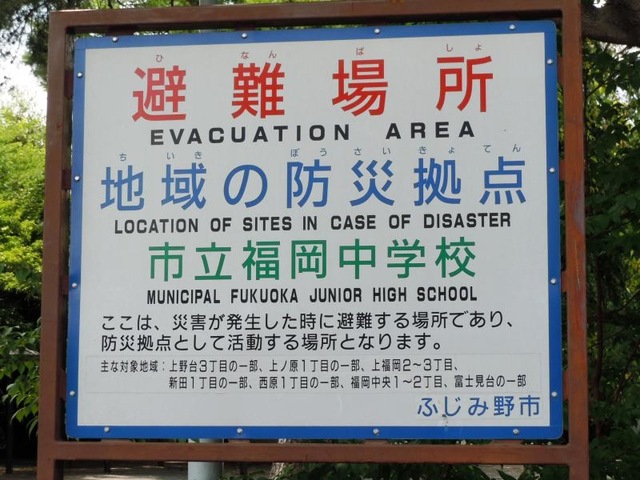 ひ なん ば しょ
避難場所
EVACUATION AREA
ち いき ぼう さい きょ てん
地域の防災拠点
LOCATION OF SITES IN CASE OF DISASTER
市立福岡中学校
MUNICIPAL FUKUOKA JUNIOR HIGH SCHOOL
ここは、災害が発生した時に避難する場所であり、
防災拠点として活動する場所となります。
主な対象地域：上野台3丁目の一部、上ノ原1丁目の一部、上福岡2～3丁目、
新田1丁目の一部、西原1丁目の一部、福岡中央1～2丁目、富士見台の一部
ふじみ野市